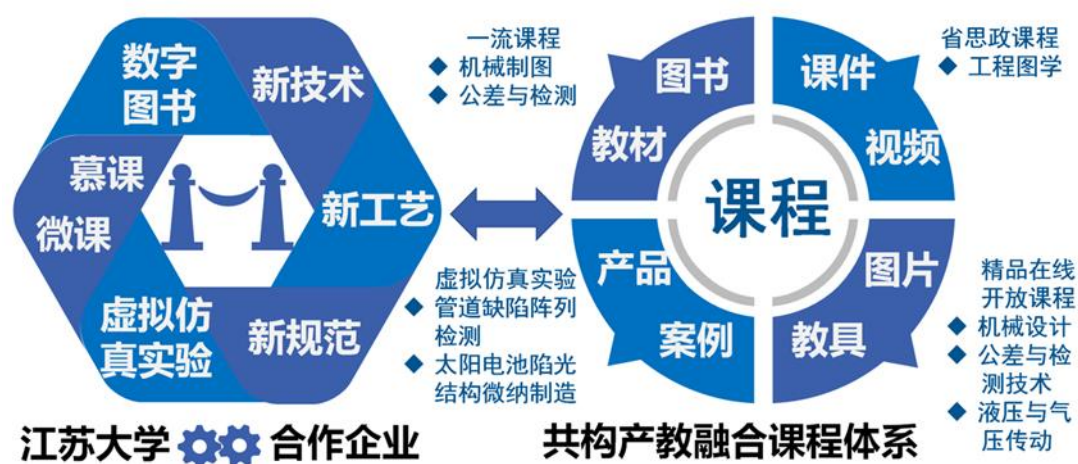 数字
图书
新技术
慕课
微课
新工艺
虚拟仿
真实验
新规范
江苏大学
合作企业
一流课程
◆ 机械制图
◆ 公差与检测
虚拟仿真实验
◆ 管道缺陷阵列
检测
◆ 太阳电池陷光
结构微纳制造
图书
教材
课件
视频
课程
产品
案例
图片
教具
共构产教融合课程体系
省思政课程
◆ 工程图学
精品在线
开放课程
◆ 机械设计
◆ 公差与检
测技术
◆ 液压与气
压传动